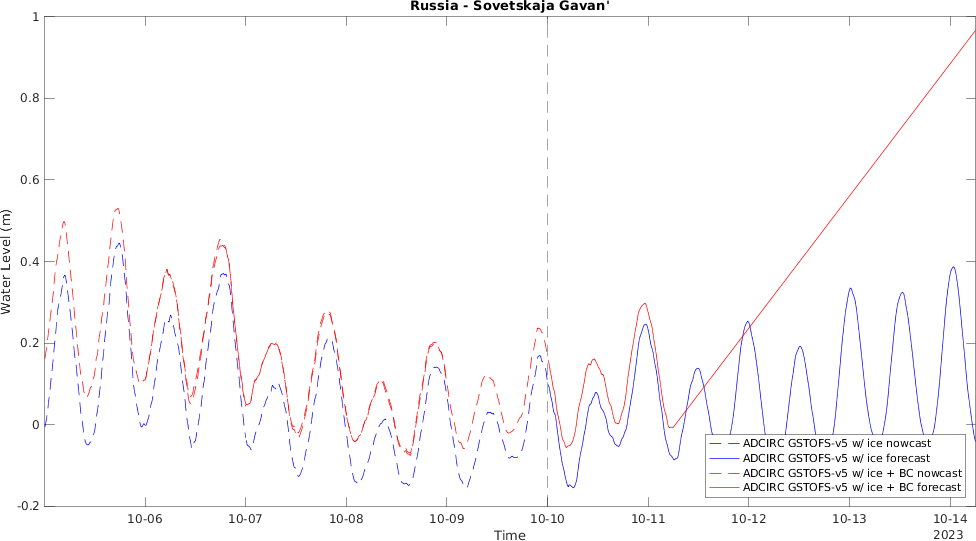 Russia - Sovetskaja Gavan'
1
0.8
0.6
0.4
0.2
0
-0.2
Water Level (m)
10-06 10-07 10-08 10-09 10-10 10-11 10-12 10-13 10-14
2023
Time
ADCIRC GSTOFS-v5 w/ ice nowcast
ADCIRC GSTOFS-v5 w/ ice forecast
ADCIRC GSTOFS-v5 w/ ice + BC nowcast
ADCIRC GSTOFS-v5 w/ ice + BC forecast